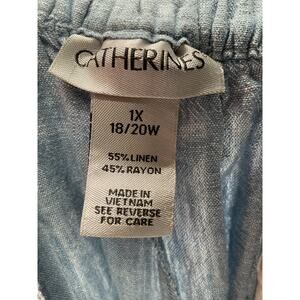 CATHERINES
1X
18/20W
55% LINEN
45% RAYON
MADE IN
VIETNAM
SEE REVERSE
FOR CARE